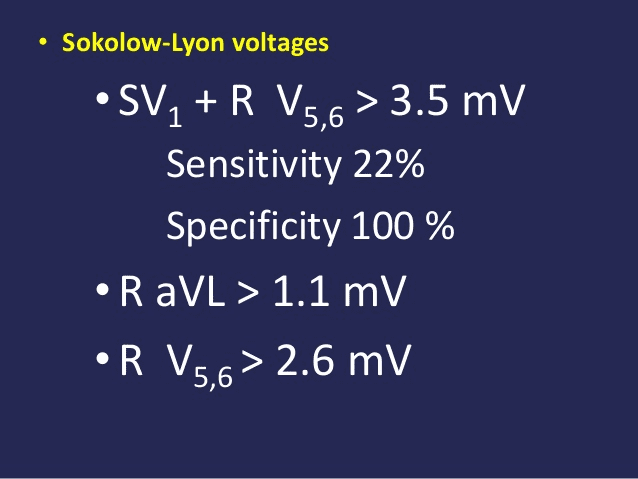 • Sokolow-Lyon voltages
• SV₁ + R V₅,₆ > 3.5 mV
Sensitivity 22%
Specificity 100 %
• R aVL > 1.1 mV
• R V₅,₆ > 2.6 mV